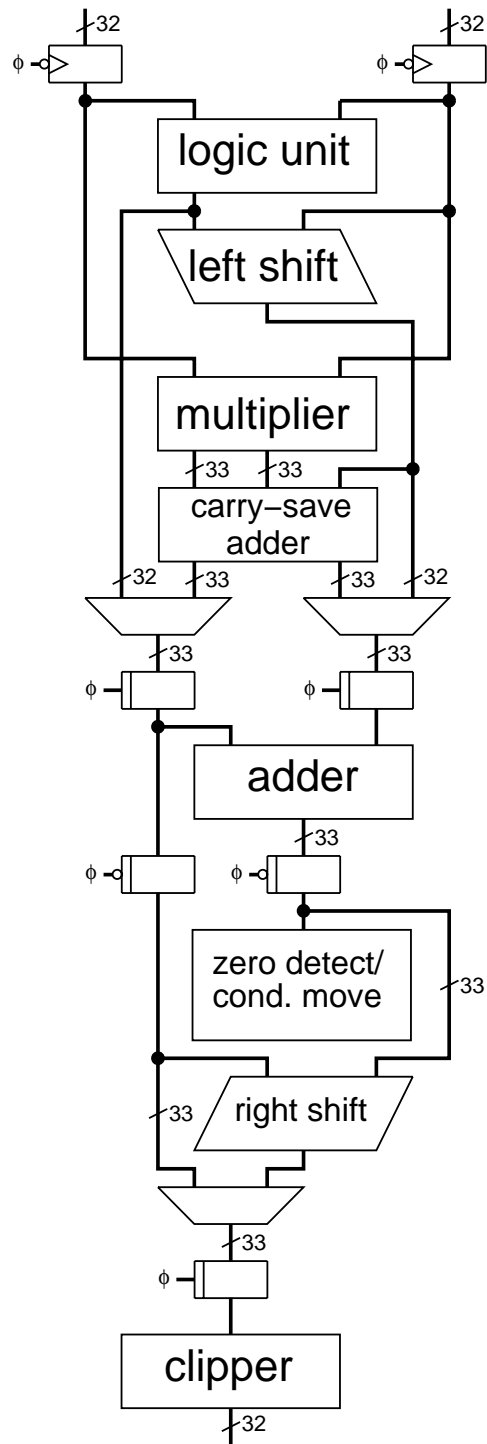 32 32
ϕ ϕ
logic unit
left shift
multiplier
33 33
carry−save
adder
32 33 33 32
33 33
ϕ ϕ
adder
33
ϕ ϕ
zero detect/
cond. move
33
right shift
33
33
ϕ
clipper
32